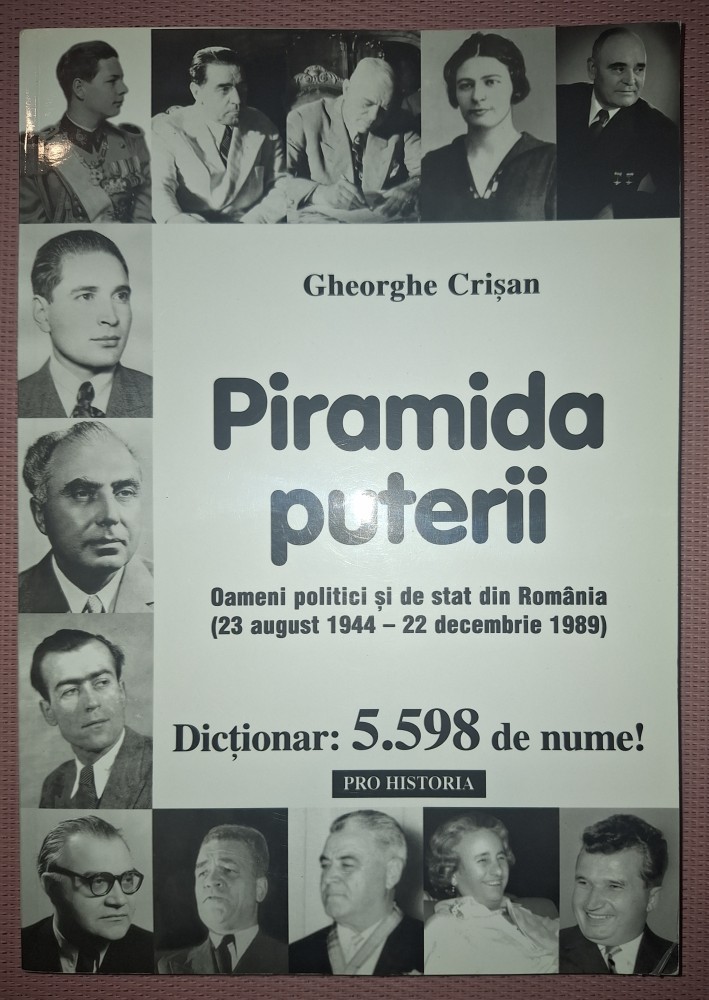 Gheorghe Crișan
Piramida
puterii
Oameni politici și de stat din România
(23 august 1944 – 22 decembrie 1989)
Dicționar: 5.598 de nume!
PRO HISTORIA